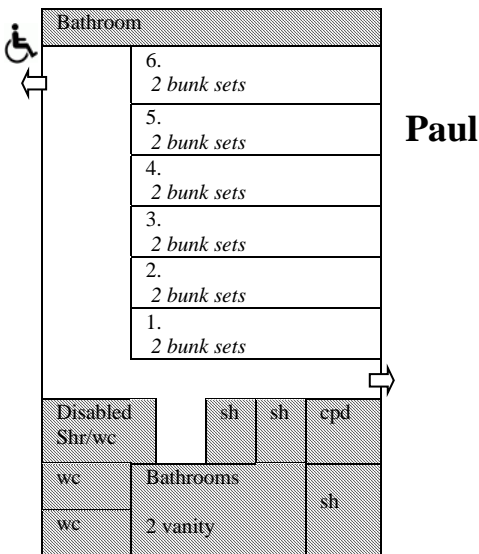 Bathroom
6.
2 bunk sets
5.
2 bunk sets
Paul
4.
2 bunk sets
3.
2 bunk sets
2.
2 bunk sets
1.
2 bunk sets
Disabled
Shr/wc
sh
sh
cpd
wc
Bathrooms
sh
wc
2 vanity